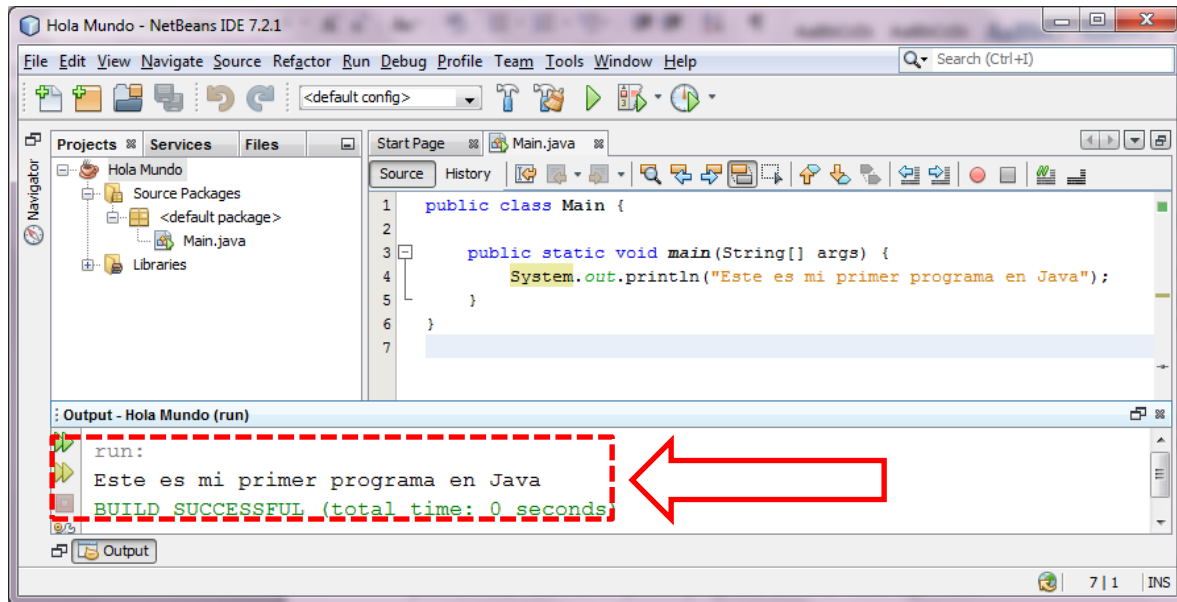 Hola Mundo - NetBeans IDE 7.2.1
File Edit View Navigate Source Refactor Run Debug Profile Team Tools Window Help
Search (Ctrl+I)
<default config>
Projects Services Files
Navigator
Hola Mundo
Source Packages
<default package>
Main.java
Libraries
Start Page Main.java
Source History
1 public class Main {
2
3 public static void main(String[] args) {
4 System.out.println("Este es mi primer programa en Java");
5 }
6 }
7
Output - Hola Mundo (run)
run:
Este es mi primer programa en Java
BUILD SUCCESSFUL (total time: 0 seconds)
Output
7 | 1 INS